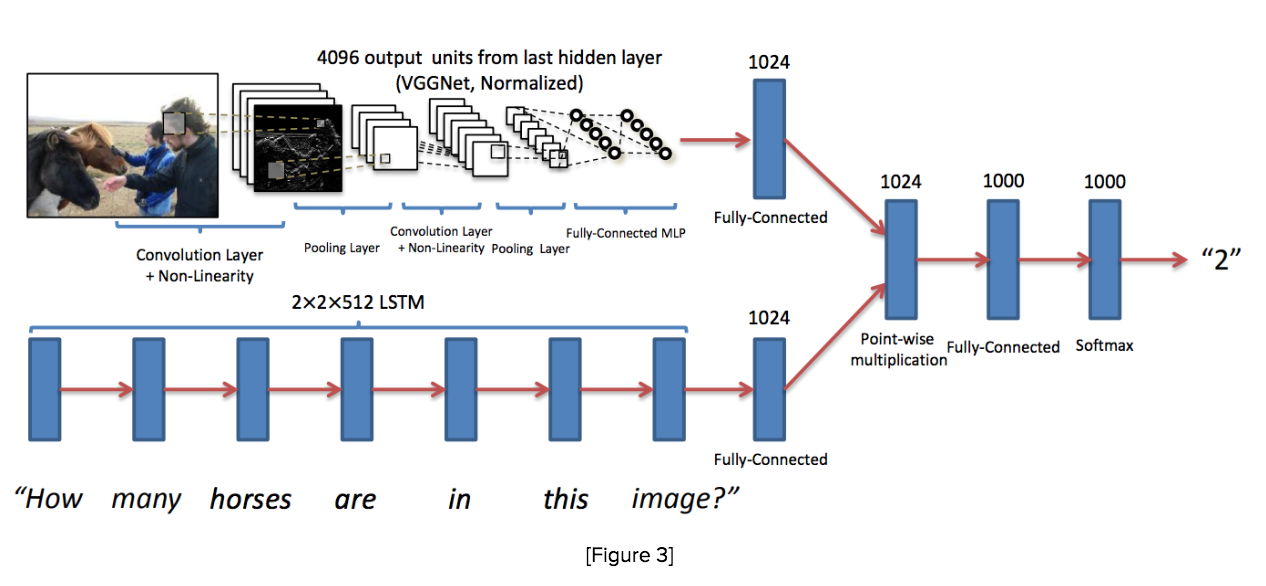 4096 output units from last hidden layer
(VGGNet, Normalized)
1024
Fully-Connected
Convolution Layer
+ Non-Linearity
Pooling Layer
Convolution Layer
+ Non-Linearity
Pooling Layer
Fully-Connected MLP
1024
1000
1000
Point-wise
multiplication
Fully-Connected
Softmax
“2”
2×2×512 LSTM
1024
Fully-Connected
“How many horses are in this image?”
[Figure 3]